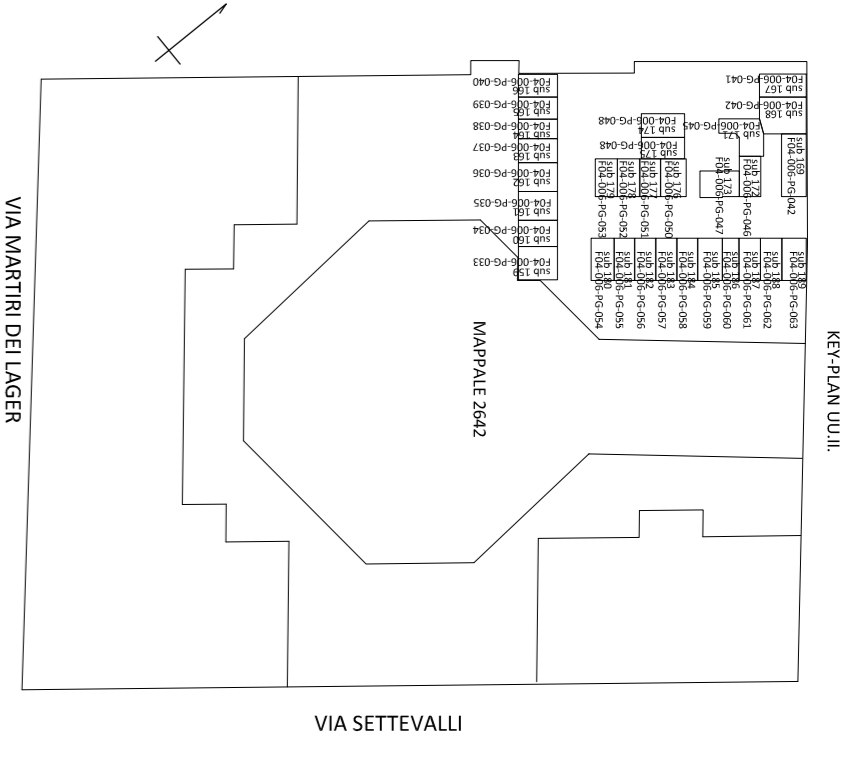 F04-006-PG-040
sub 166
F04-006-PG-039
sub 165
F04-006-PG-038
sub 164
F04-006-PG-037
sub 163
F04-006-PG-036
sub 162
F04-006-PG-035
sub 161
F04-006-PG-034
sub 160
F04-006-PG-033
sub 159
F04-006-PG-041
sub 167
F04-006-PG-042
sub 168
sub 169
F04-006-PG-042
F04-006-PG-045
171
F04-006-PG-048
sub 174
F04-006-PG-048
sub 175
sub 179
F04-006-PG-053
sub 178
F04-006-PG-052
sub 177
F04-006-PG-051
sub 176
F04-006-PG-050
sub 173
F04-006-PG-047
sub 172
F04-006-PG-046
sub 180
F04-006-PG-054
sub 181
F04-006-PG-055
sub 182
F04-006-PG-056
sub 183
F04-006-PG-057
sub 184
F04-006-PG-058
sub 185
F04-006-PG-059
sub 186
F04-006-PG-060
sub 187
F04-006-PG-061
sub 188
F04-006-PG-062
sub 189
F04-006-PG-063
VIA MARTIRI DEI LAGER
MAPPALE 2642
KEY-PLAN UU.II.
VIA SETTEVALLI